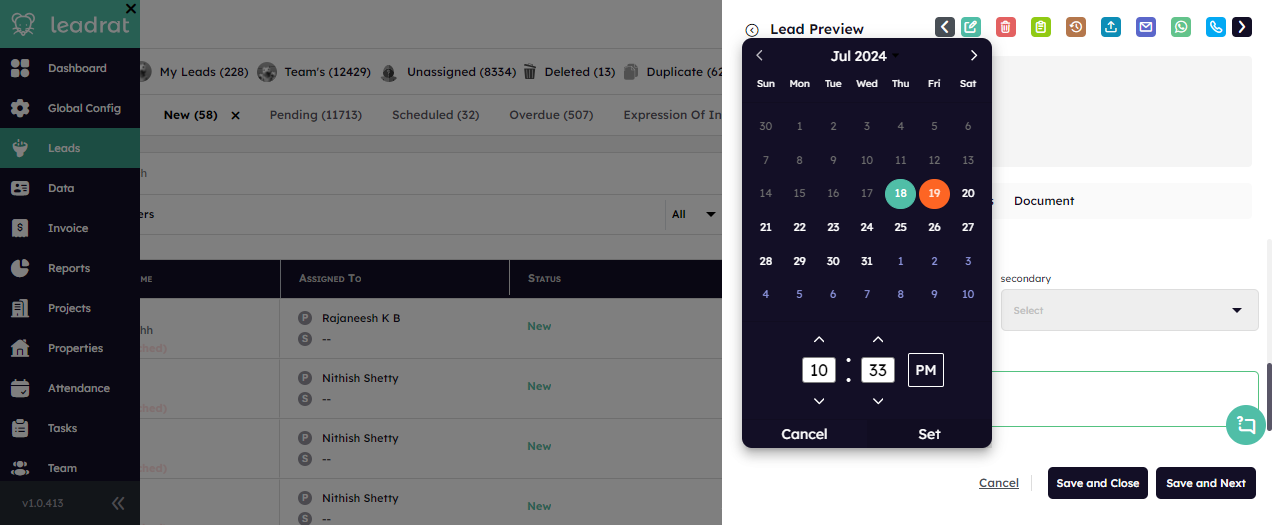 leadrat
Dashboard
Global Config
Leads
Data
Invoice
Reports
Projects
Properties
Attendance
Tasks
Team
v1.0.413
My Leads (228) Team's (12429) Unassigned (8334) Deleted (13) Duplicate (62
New (58) Pending (11713) Scheduled (32) Overdue (507) Expression Of In
h
ers
All
ME Assigned To Status
hh
ched)
Rajaneesh K B
New
P
S --
ched)
P Nithish Shetty
S --
New
ched)
P Nithish Shetty
S --
New
P Nithish Shetty
S --
New
Lead Preview
Jul 2024
Sun Mon Tue Wed Thu Fri Sat
30 1 2 3 4 5 6
7 8 9 10 11 12 13
14 15 16 17 18 19 20
21 22 23 24 25 26 27
28 29 30 31 1 2 3
4 5 6 7 8 9 10
10 : 33 PM
Cancel Set
s Document
secondary
Select
Cancel Save and Close Save and Next